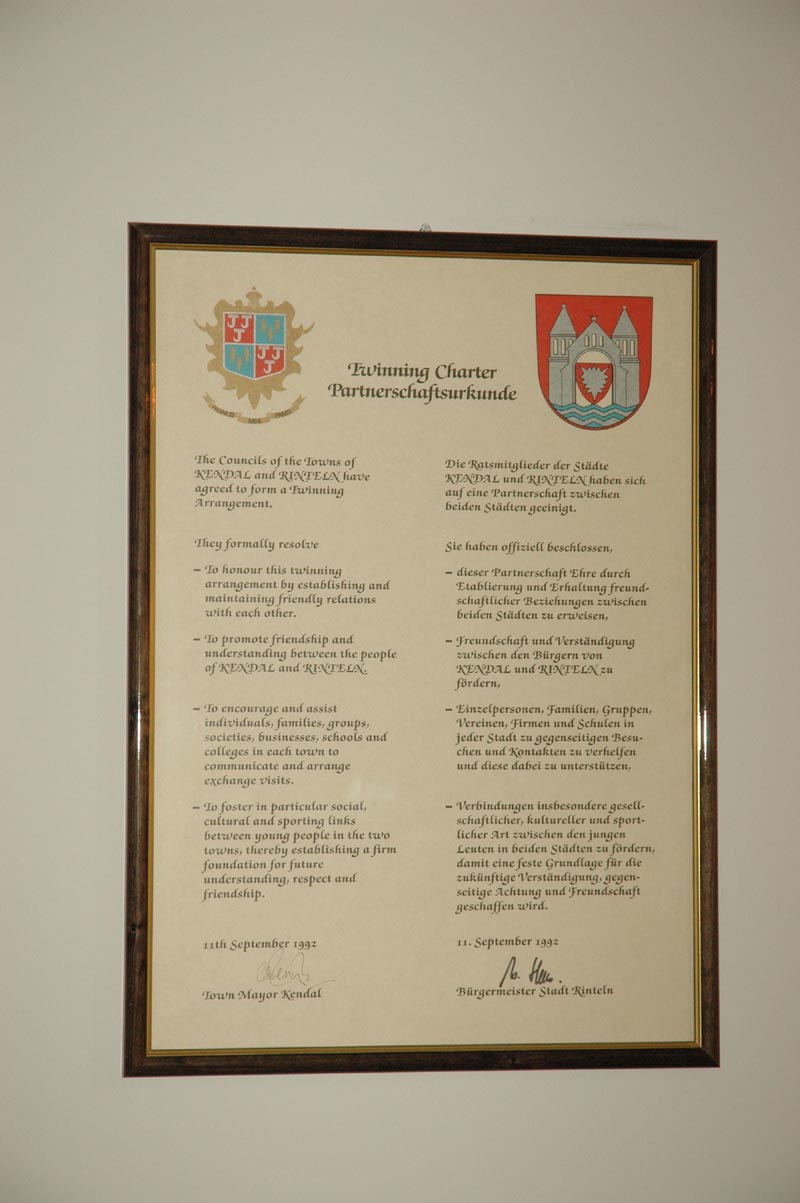 Twinning Charter
Partnerschaftsurkunde
The Councils of the Towns of
KENDAL and RINTELN have
agreed to form a Twinning
Arrangement.
They formally resolve
– To honour this twinning
arrangement by establishing and
maintaining friendly relations
with each other.
– To promote friendship and
understanding between the people
of KENDAL and RINTELN.
– To encourage and assist
individuals, families, groups,
societies, businesses, schools and
colleges in each town to
communicate and arrange
exchange visits.
– To foster in particular social,
cultural and sporting links
between young people in the two
towns, thereby establishing a firm
foundation for future
understanding, respect and
friendship.
11th September 1992
Town Mayor Kendal
Die Ratsmitglieder der Städte
KENDAL und RINTELN haben sich
auf eine Partnerschaft zwischen
beiden Städten geeinigt.
Sie haben offiziell beschlossen,
– dieser Partnerschaft Ehre durch
Etablierung und Erhaltung freund-
schaftlicher Beziehungen zwischen
beiden Städten zu erweisen,
– Freundschaft und Verständigung
zwischen den Bürgern von
KENDAL und RINTELN zu
fördern,
– Einzelpersonen, Familien, Gruppen,
Vereinen, Firmen und Schulen in
jeder Stadt zu gegenseitigen Besu-
chen und Kontakten zu verhelfen
und diese dabei zu unterstützen,
– Verbindungen insbesondere gesell-
schaftlicher, kultureller und sport-
licher Art zwischen den jungen
Leuten in beiden Städten zu fördern,
damit eine feste Grundlage für die
zukünftige Verständigung, gegen-
seitige Achtung und Freundschaft
geschaffen wird.
11. September 1992
Bürgermeister Stadt Rinteln